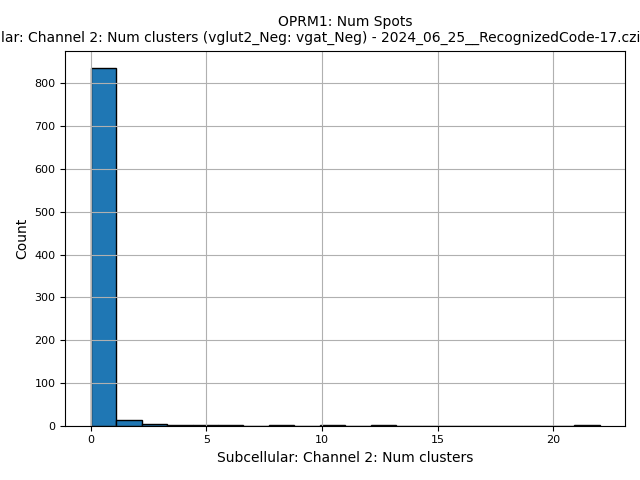 OPRM1: Num Spots
lar: Channel 2: Num clusters (vglut2_Neg: vgat_Neg) - 2024_06_25__RecognizedCode-17.czi
800
700
600
500
400
300
200
100
0
Count
0 5 10 15 20
Subcellular: Channel 2: Num clusters